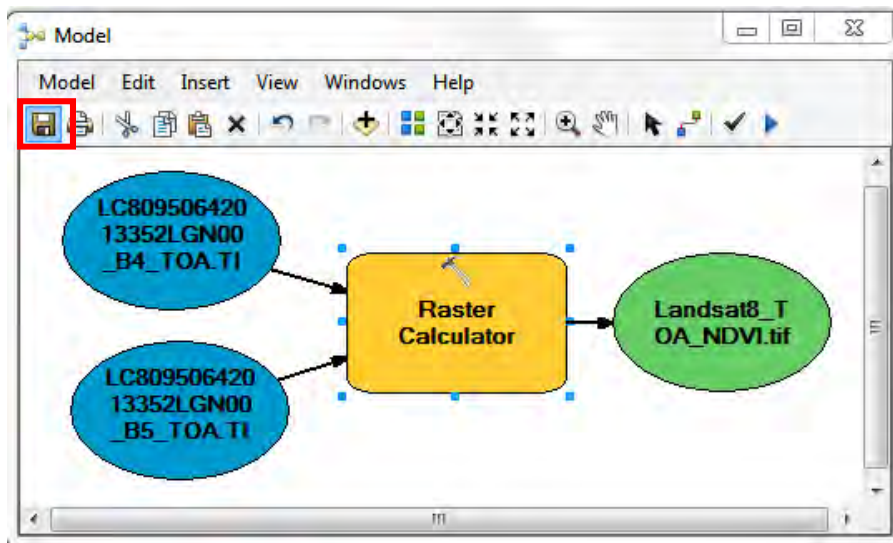 Model
Model Edit Insert View Windows Help
LC809506420
13352LGN00
_B4_TOA.TI
Raster
Calculator
Landsat8_T
OA_NDVI.tif
LC809506420
13352LGN00
_B5_TOA.TI